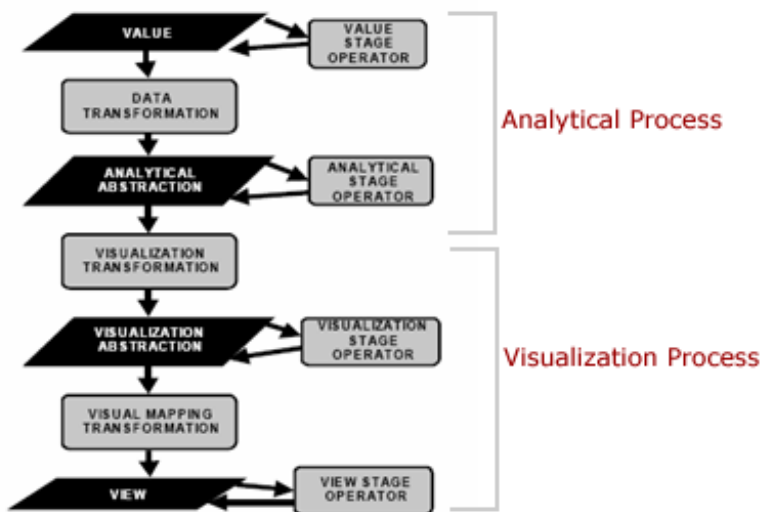 VALUE
VALUE
STAGE
OPERATOR
DATA
TRANSFORMATION
Analytical Process
ANALYTICAL
ABSTRACTION
ANALYTICAL
STAGE
OPERATOR
VISUALIZATION
TRANSFORMATION
VISUALIZATION
ABSTRACTION
VISUALIZATION
STAGE
OPERATOR
Visualization Process
VISUAL MAPPING
TRANSFORMATION
VIEW
VIEW STAGE
OPERATOR